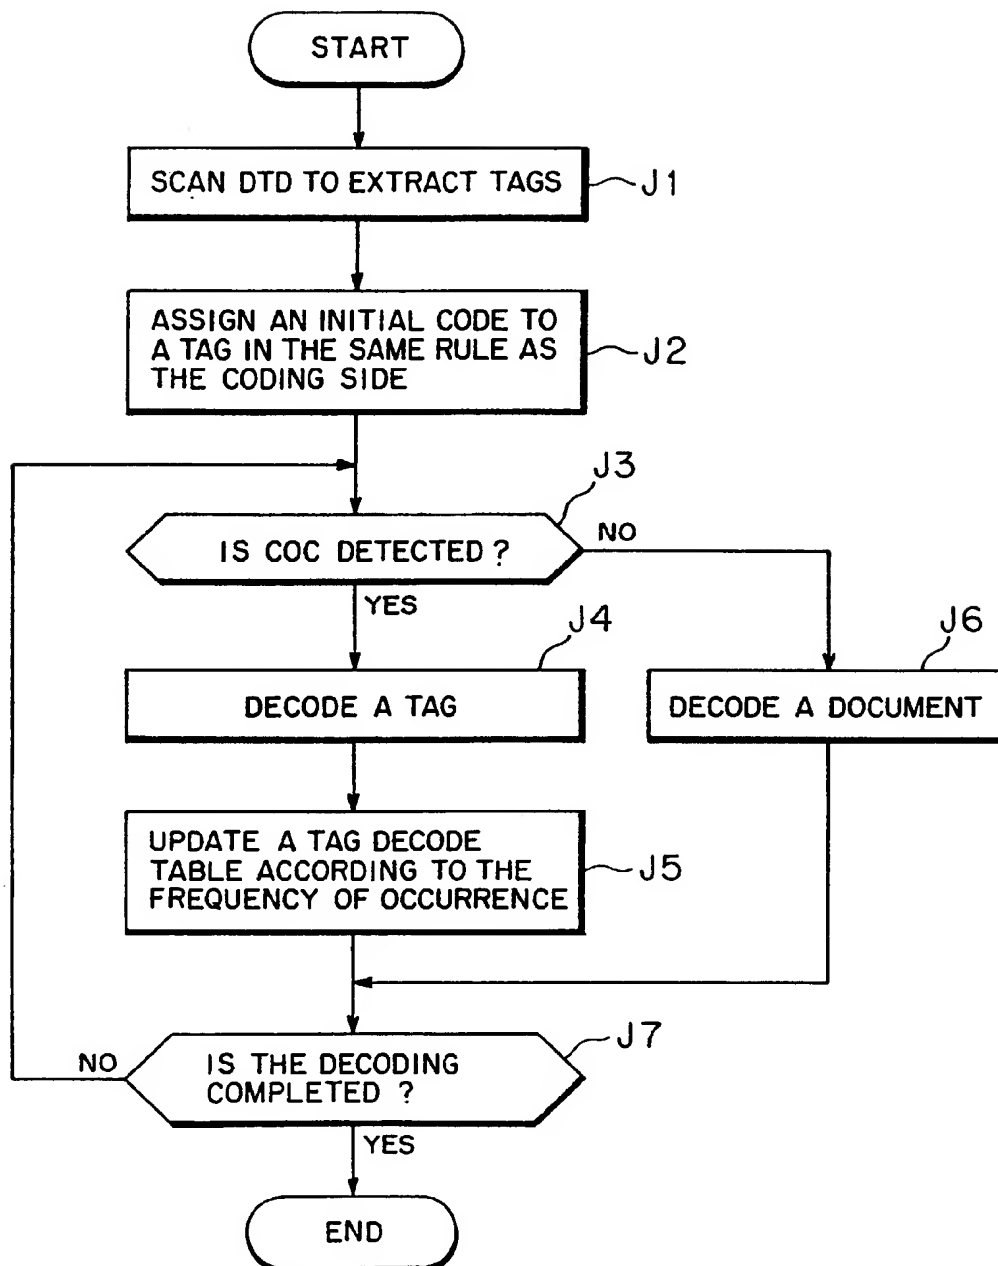 START
SCAN DTD TO EXTRACT TAGS
J1
ASSIGN AN INITIAL CODE TO
A TAG IN THE SAME RULE AS
THE CODING SIDE
J2
J3
IS COC DETECTED ?
NO
YES
J4
DECODE A TAG
J6
DECODE A DOCUMENT
UPDATE A TAG DECODE
TABLE ACCORDING TO THE
FREQUENCY OF OCCURRENCE
J5
J7
NO
IS THE DECODING
COMPLETED ?
YES
END